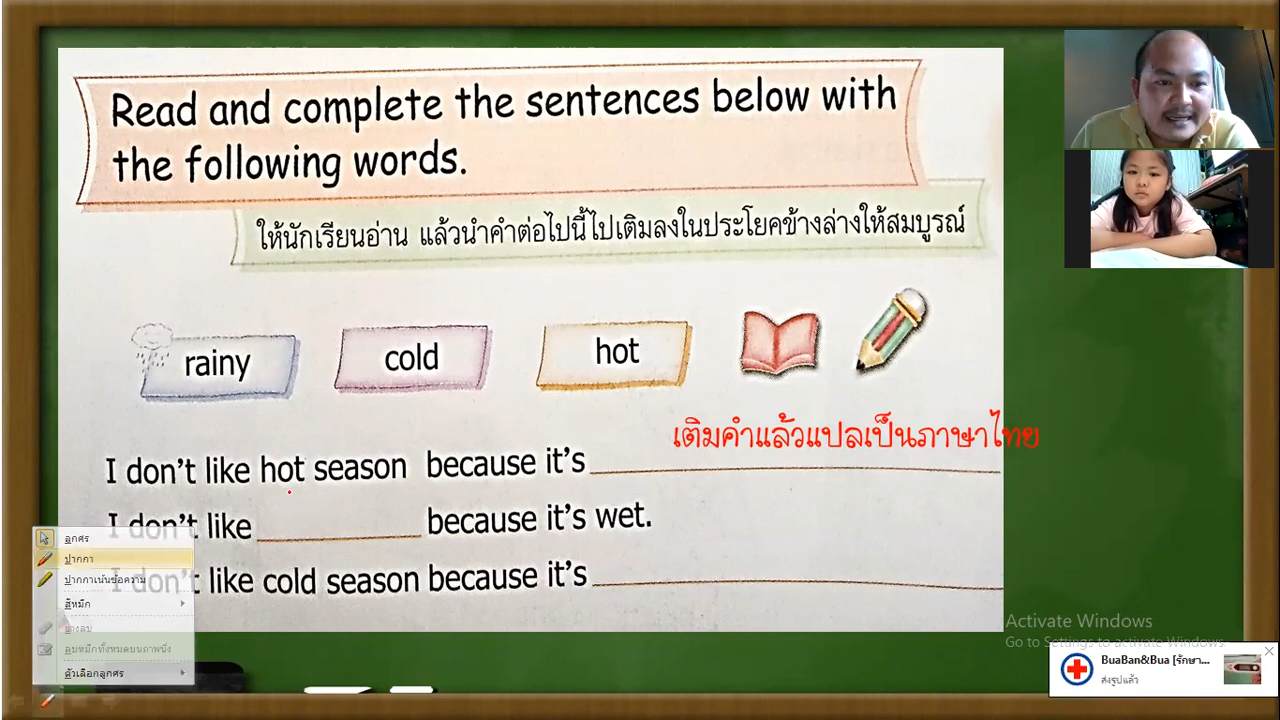 Read and complete the sentences below with
the following words.
ให้นักเรียนอ่าน แล้วนำคำต่อไปนี้ไปเติมลงในประโยคข้างล่างให้สมบูรณ์
rainy cold hot
เติมคำแล้วแปลเป็นภาษาไทย
I don't like hot season because it's
I don't like because it's wet.
I don't like cold season because it's
ลูกศร
ปากกา
ปากกาเน้นข้อความ
สีหมึก
ยางลบ
ลบหมึกทั้งหมดบนภาพนิ่ง
ตัวเลือกลูกศร
Activate Windows
Go to Settings to activate Windows.
BuaBan&Bua [รักษา...
ส่งรูปแล้ว